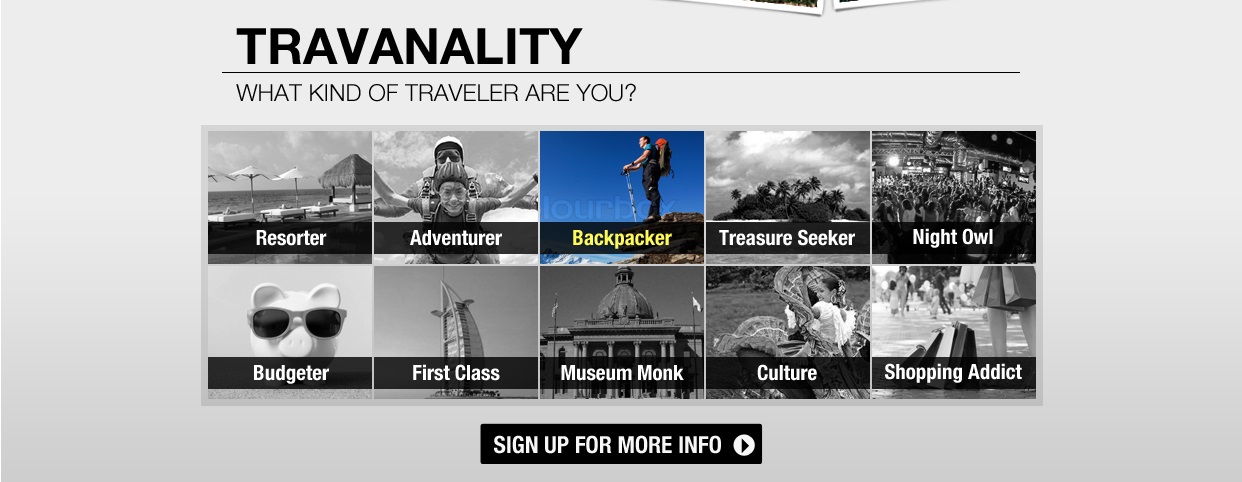 TRAVANALITY
WHAT KIND OF TRAVELER ARE YOU?
Resorter
Adventurer
Backpacker
Treasure Seeker
Night Owl
Budgeter
First Class
Museum Monk
Culture
Shopping Addict
SIGN UP FOR MORE INFO